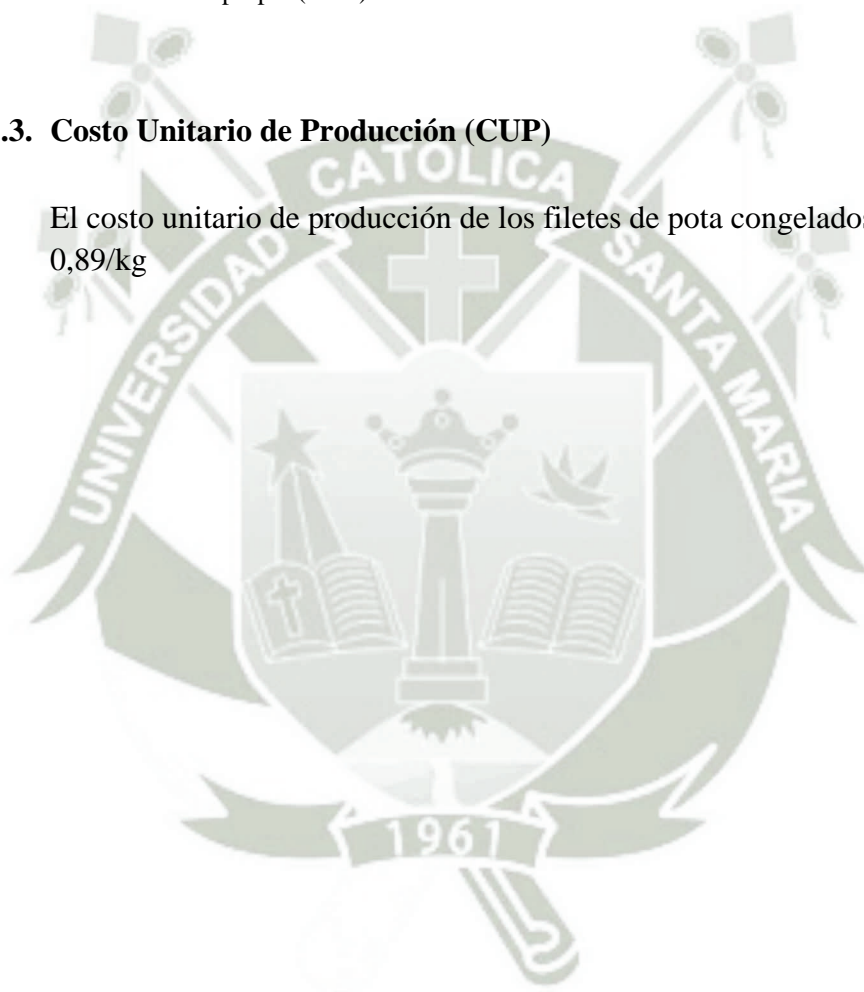 .3. Costo Unitario de Producción (CUP)
El costo unitario de producción de los filetes de pota congelados
0,89/kg
UNIVERSIDAD CATOLICA SANTA MARIA
1961